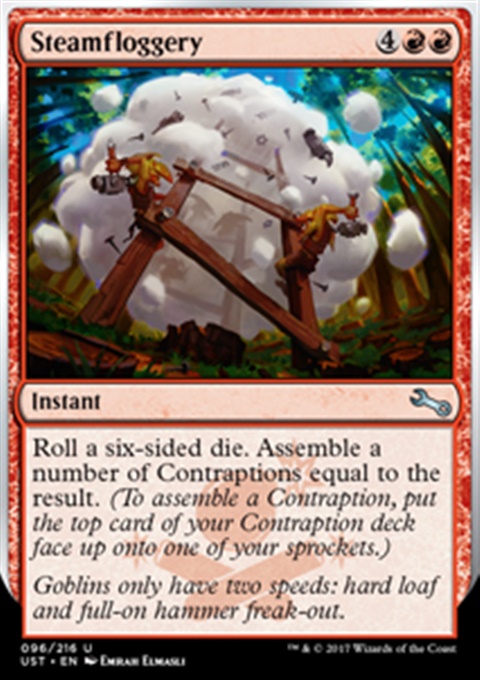 Steamfloggery 4
Instant
Roll a six-sided die. Assemble a
number of Contraptions equal to the
result. (To assemble a Contraption, put
the top card of your Contraption deck
face up onto one of your sprockets.)
Goblins only have two speeds: hard loaf
and full-on hammer freak-out.
096/216 U
™ & © 2017 Wizards of the Coast
UST • EN Emrah Elmasli